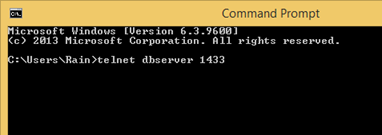 Command Prompt
Microsoft Windows [Version 6.3.9600]
(c) 2013 Microsoft Corporation. All rights reserved.
C:\Users\Rain>telnet dbserver 1433